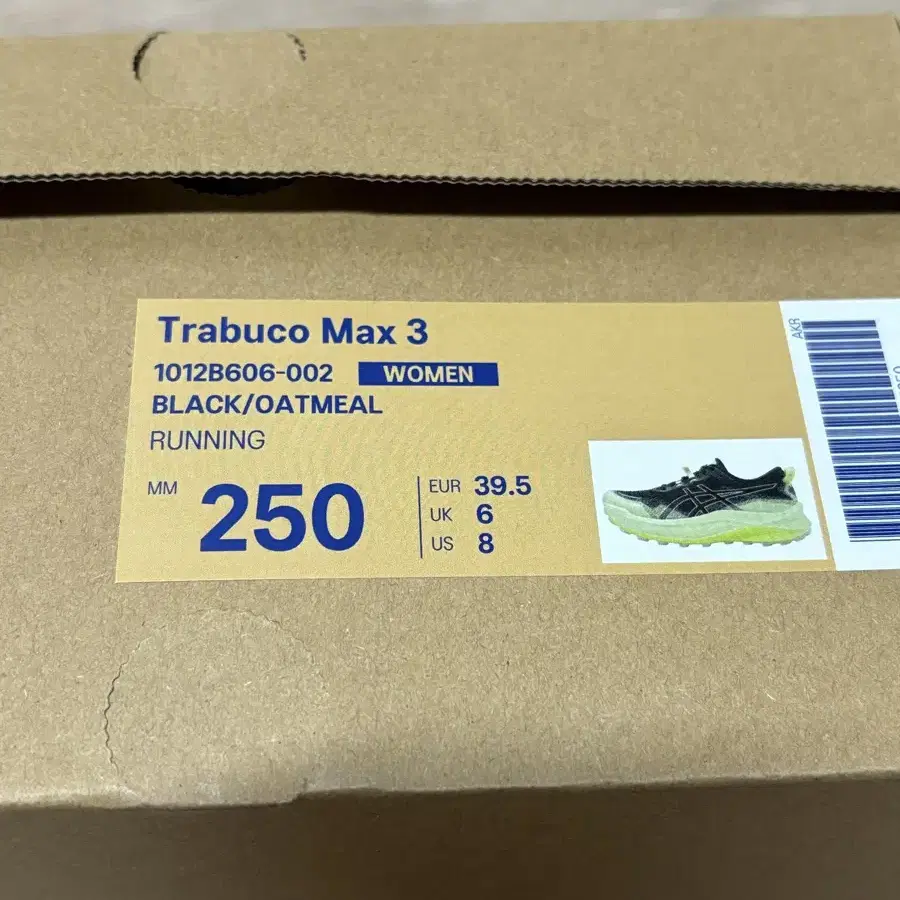 Trabuco Max 3
1012B606-002 WOMEN
BLACK/OATMEAL
RUNNING
MM 250
EUR 39.5
UK 6
US 8
AKR